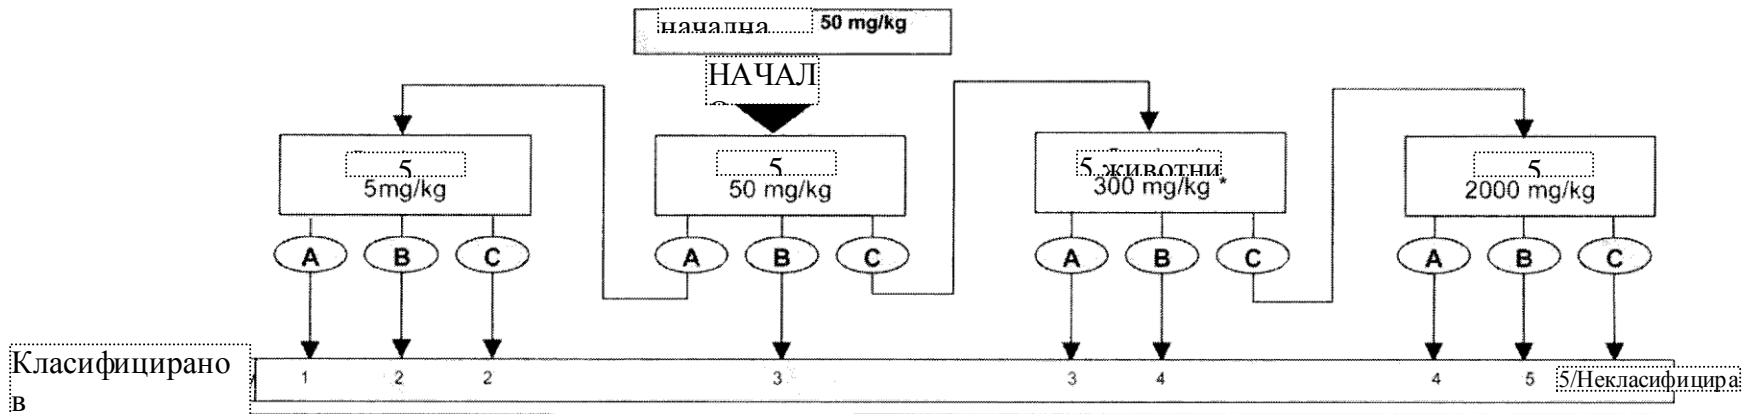 начална 50 mg/kg
НАЧАЛ
5
5mg/kg
5
50 mg/kg
5 животни
300 mg/kg *
5
2000 mg/kg
A B C A B C A B C A B C
Класифицирано
в
1 2 2 3 3 4 4 5 5/Некласифицира